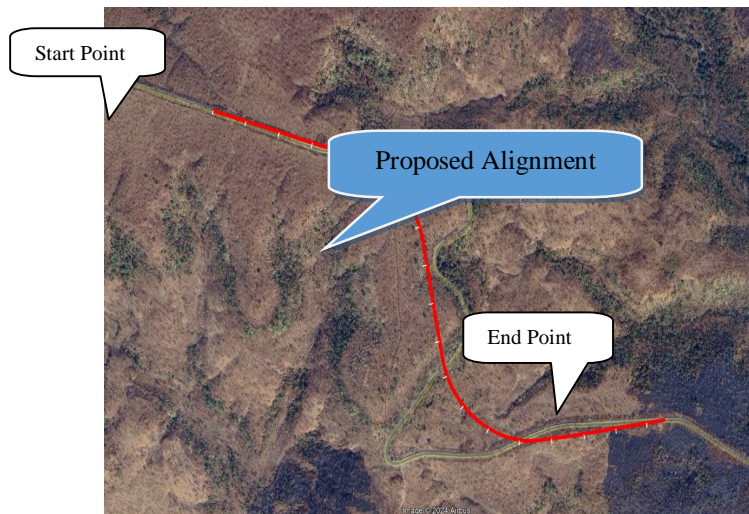 Start Point
Proposed Alignment
End Point
Image © 2024 Airbus